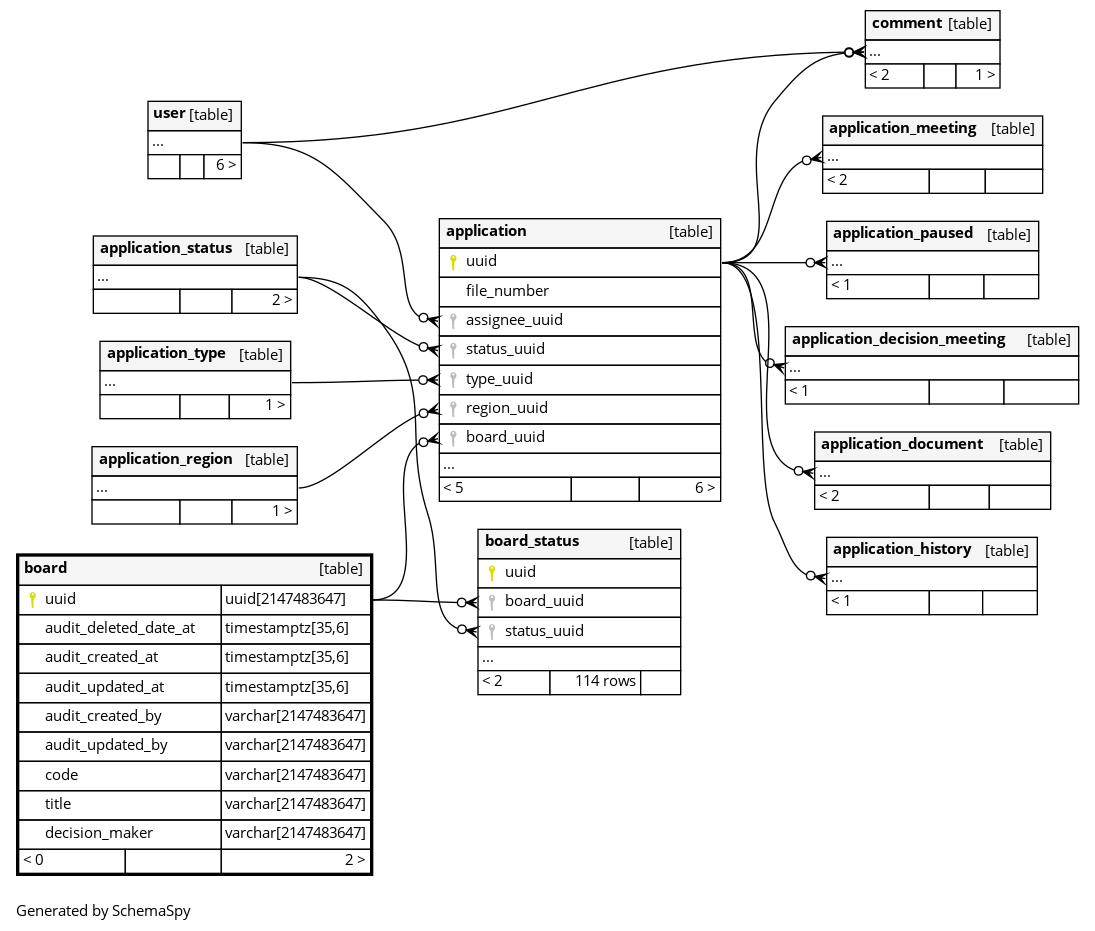 comment [table]
...
< 2 1 >
user [table]
...
6 >
application_meeting [table]
...
< 2
application_status [table]
...
2 >
application [table]
uuid
file_number
assignee_uuid
status_uuid
type_uuid
region_uuid
board_uuid
...
< 5 6 >
application_paused [table]
...
< 1
application_type [table]
...
1 >
application_decision_meeting [table]
...
< 1
application_region [table]
...
1 >
application_document [table]
...
< 2
board_status [table]
uuid
board_uuid
status_uuid
...
< 2 114 rows
application_history [table]
...
< 1
board [table]
uuid uuid[2147483647]
audit_deleted_date_at timestamptz[35,6]
audit_created_at timestamptz[35,6]
audit_updated_at timestamptz[35,6]
audit_created_by varchar[2147483647]
audit_updated_by varchar[2147483647]
code varchar[2147483647]
title varchar[2147483647]
decision_maker varchar[2147483647]
< 0 2 >
Generated by SchemaSpy